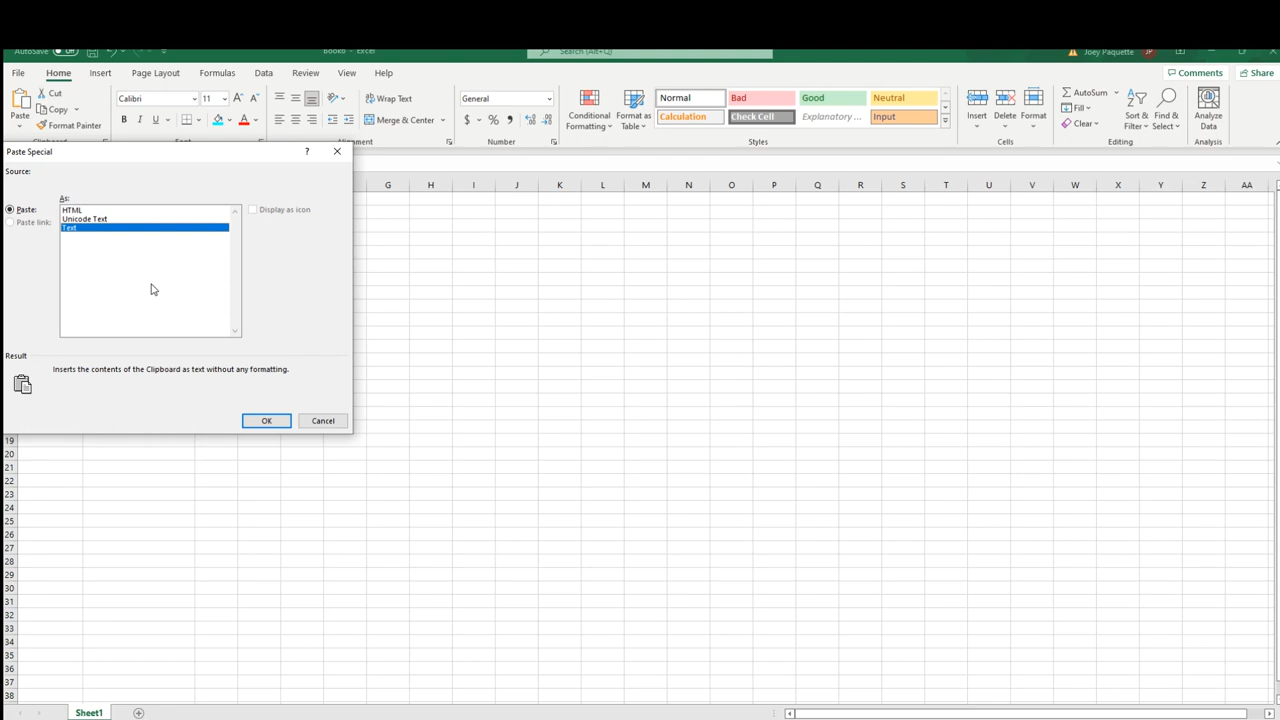 AutoSave Off Book6 - Excel Search (Alt+Q) Joey Paquette JP
File Home Insert Page Layout Formulas Data Review View Help Comments Share
Paste Cut Copy Format Painter
Calibri 11 B I U
Wrap Text Merge & Center
General $ %
Conditional Formatting Format as Table
Normal Bad Good Neutral
Calculation Check Cell Explanatory ... Input
Insert Delete Format
AutoSum Fill Clear Sort & Filter Find & Select
Analyze Data
Clipboard Font Alignment Number Styles Cells Editing Analysis
Paste Special ?
Source:
As:
Paste: HTML Display as icon
Unicode Text
Paste link: Text
Result
Inserts the contents of the Clipboard as text without any formatting.
OK Cancel
G H I J K L M N O P Q R S T U V W X Y Z AA
19
20
21
22
23
24
25
26
27
28
29
30
31
32
33
34
35
36
37
38
Sheet1